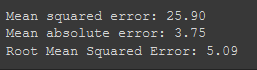 Mean squared error: 25.90
Mean absolute error: 3.75
Root Mean Squared Error: 5.09